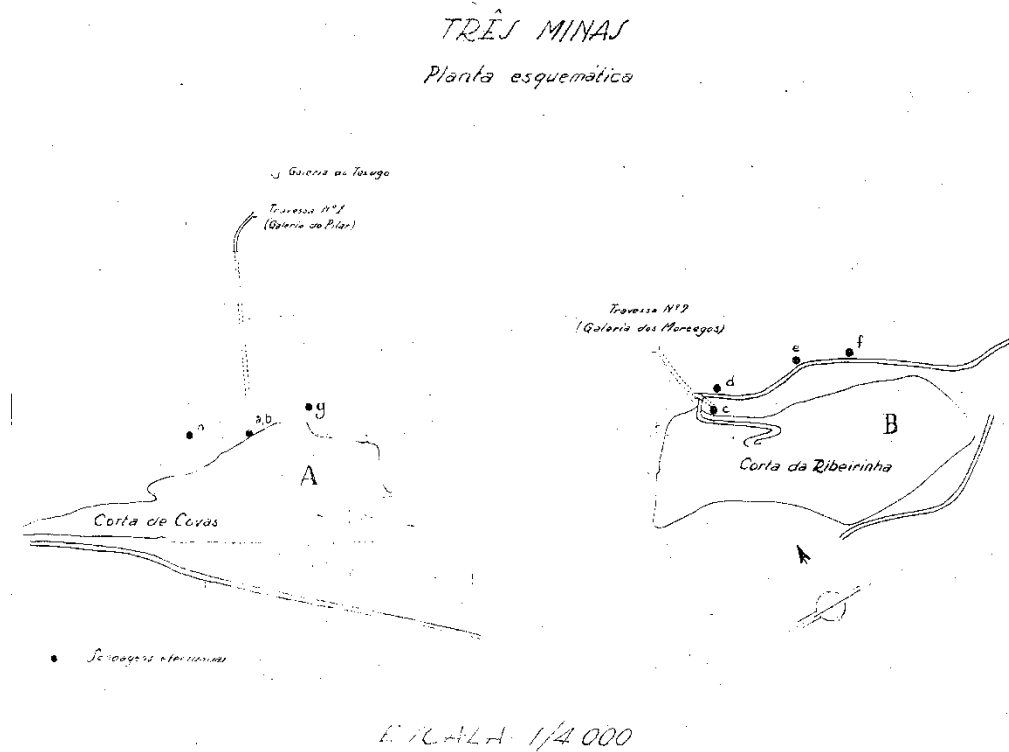 TRÊS MINAS
Planta esquemática
Galeria do Texugo
Travessa Nº 1
(Galeria do Pilar)
Travessa Nº 2
(Galeria dos Morcegos)
e
f
d
c
g
a,b
B
A
Corta da Ribeirinha
Corta de Covas
ESCALA 1/4 000